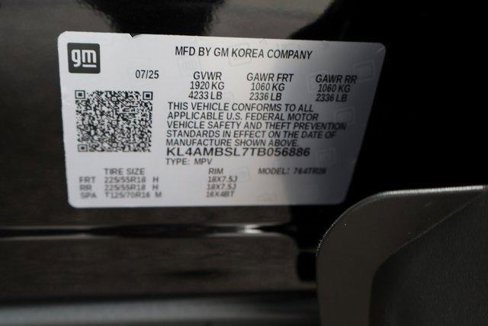 gm
MFD BY GM KOREA COMPANY
07/25 GVWR GAWR FRT GAWR RR
1920 KG 1060 KG 1060 KG
4233 LB 2336 LB 2336 LB
THIS VEHICLE CONFORMS TO ALL
APPLICABLE U.S. FEDERAL MOTOR
VEHICLE SAFETY AND THEFT PREVENTION
STANDARDS IN EFFECT ON THE DATE OF
MANUFACTURE SHOWN ABOVE.
KL4AMBSL7TB056886
TYPE: MPV MODEL:
TIRE SIZE RIM
FRT 225/55R18 H 18X7.5J
RR 225/55R18 H 18X7.5J
SPA T125/70R16 M 16X4BT